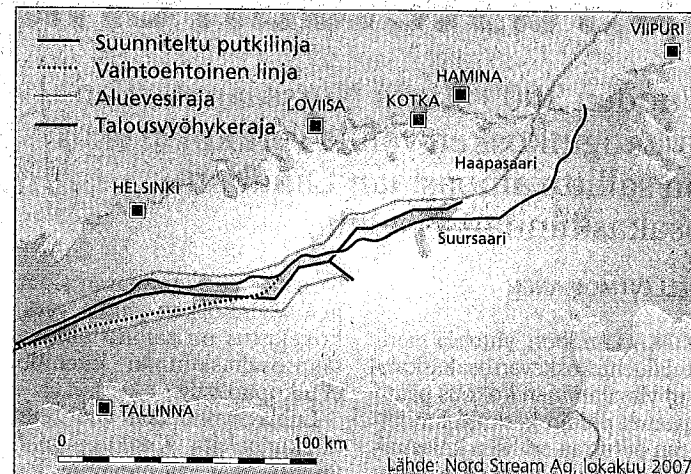 Suunniteltu putkilinja
Vaihtoehtoinen linja
Aluevesiraja
Talousvyöhykeraja
VIIPURI
HAMINA
KOTKA
LOVIISA
Haapasaari
HELSINKI
Suursaari
TALLINNA
0 100 km
Lähde: Nord Stream Ag, lokakuu 2007